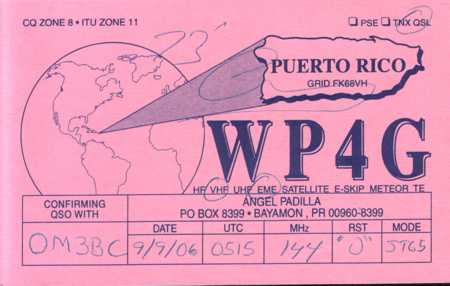 CQ ZONE 8 • ITU ZONE 11
PSE TNX QSL
23'
PUERTO RICO
GRID:FK68VH
WP4G
HF VHF UHF EME SATELLITE E-SKIP METEOR TE
ANGEL PADILLA
PO BOX 8399 • BAYAMON , PR 00960-8399
CONFIRMING QSO WITH
DATE UTC MHz RST MODE
OM3BC 9/9/06 0515 144 "O" JT65